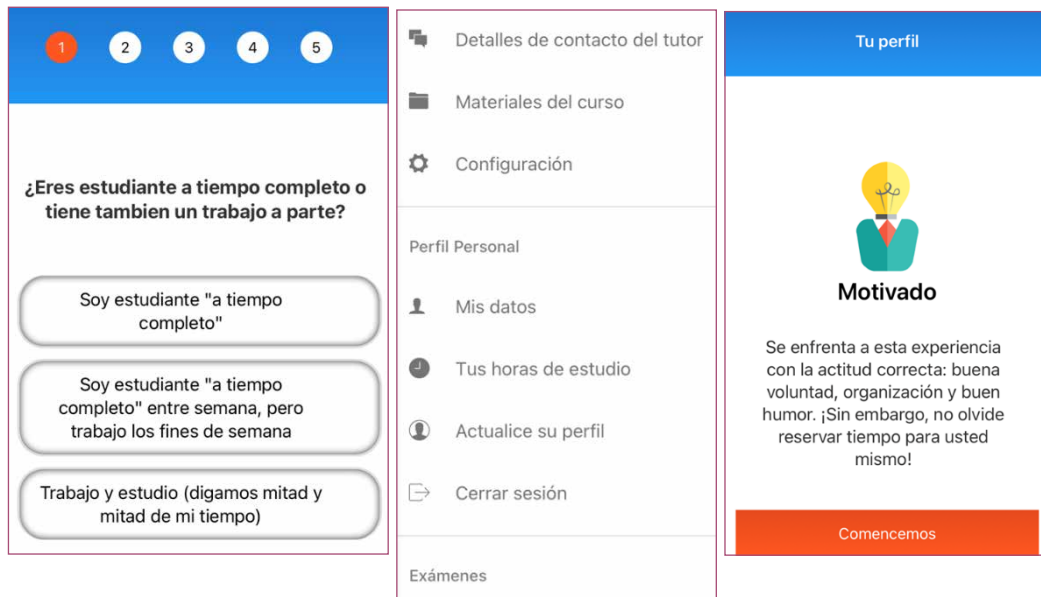 1 2 3 4 5
¿Eres estudiante a tiempo completo o
tiene tambien un trabajo a parte?
Soy estudiante "a tiempo
completo"
Soy estudiante "a tiempo
completo" entre semana, pero
trabajo los fines de semana
Trabajo y estudio (digamos mitad y
mitad de mi tiempo)
Detalles de contacto del tutor
Materiales del curso
Configuración
Perfil Personal
Mis datos
Tus horas de estudio
Actualice su perfil
Cerrar sesión
Exámenes
Tu perfil
Motivado
Se enfrenta a esta experiencia
con la actitud correcta: buena
voluntad, organización y buen
humor. ¡Sin embargo, no olvide
reservar tiempo para usted
mismo!
Comencemos